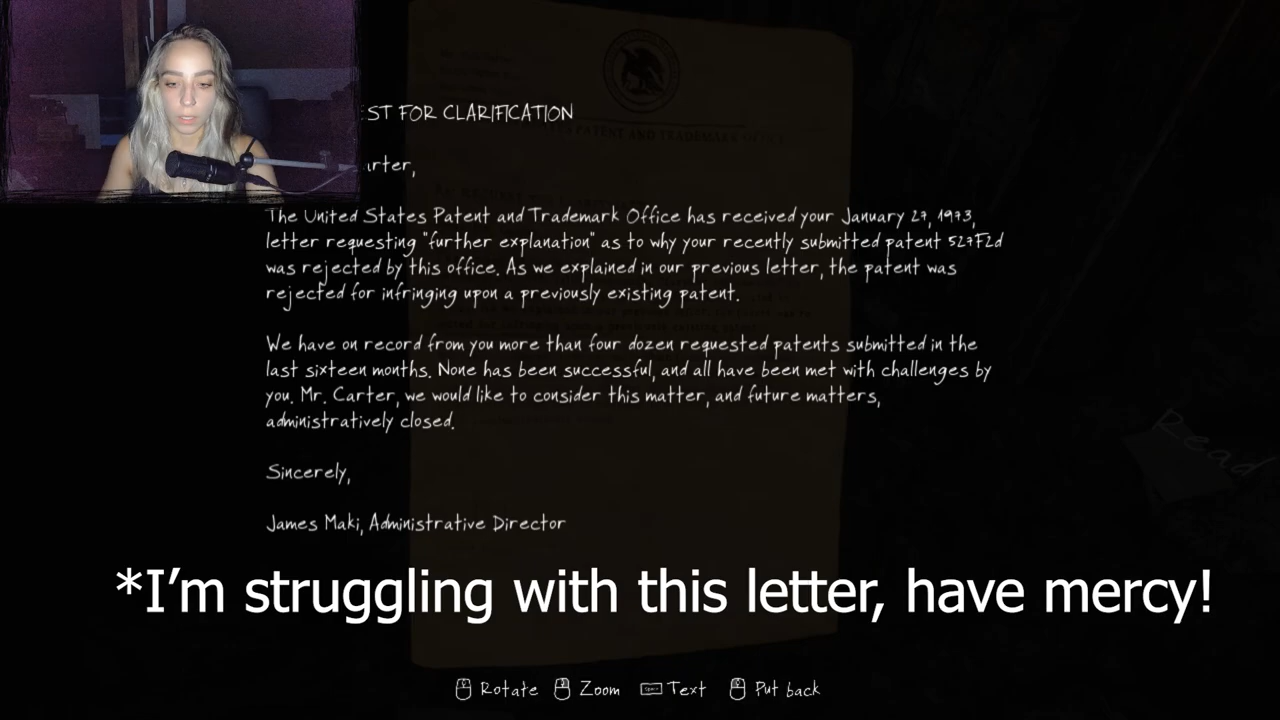 ST FOR CLARIFICATION
rter,
The United States Patent and Trademark Office has received your January 27, 1973,
letter requesting "further explanation" as to why your recently submitted patent 527F2d
was rejected by this office. As we explained in our previous letter, the patent was
rejected for infringing upon a previously existing patent.
We have on record from you more than four dozen requested patents submitted in the
last sixteen months. None has been successful, and all have been met with challenges by
you. Mr. Carter, we would like to consider this matter, and future matters,
administratively closed.
Sincerely,
James Maki, Administrative Director
Read
*I'm struggling with this letter, have mercy!
Rotate Zoom Text Put back